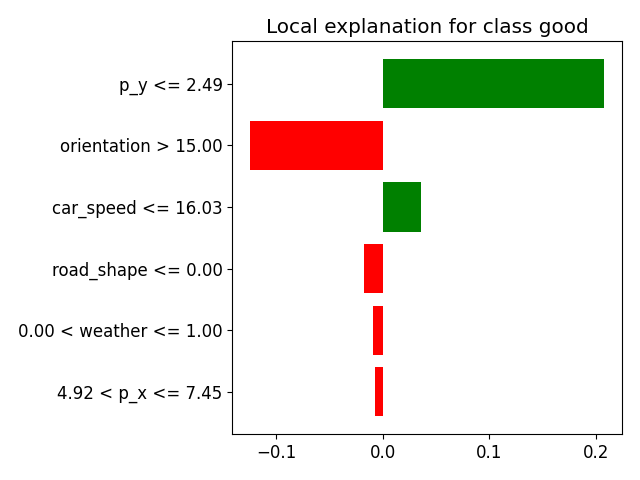 Local explanation for class good
p_y <= 2.49
orientation > 15.00
car_speed <= 16.03
road_shape <= 0.00
0.00 < weather <= 1.00
4.92 < p_x <= 7.45
−0.1 0.0 0.1 0.2